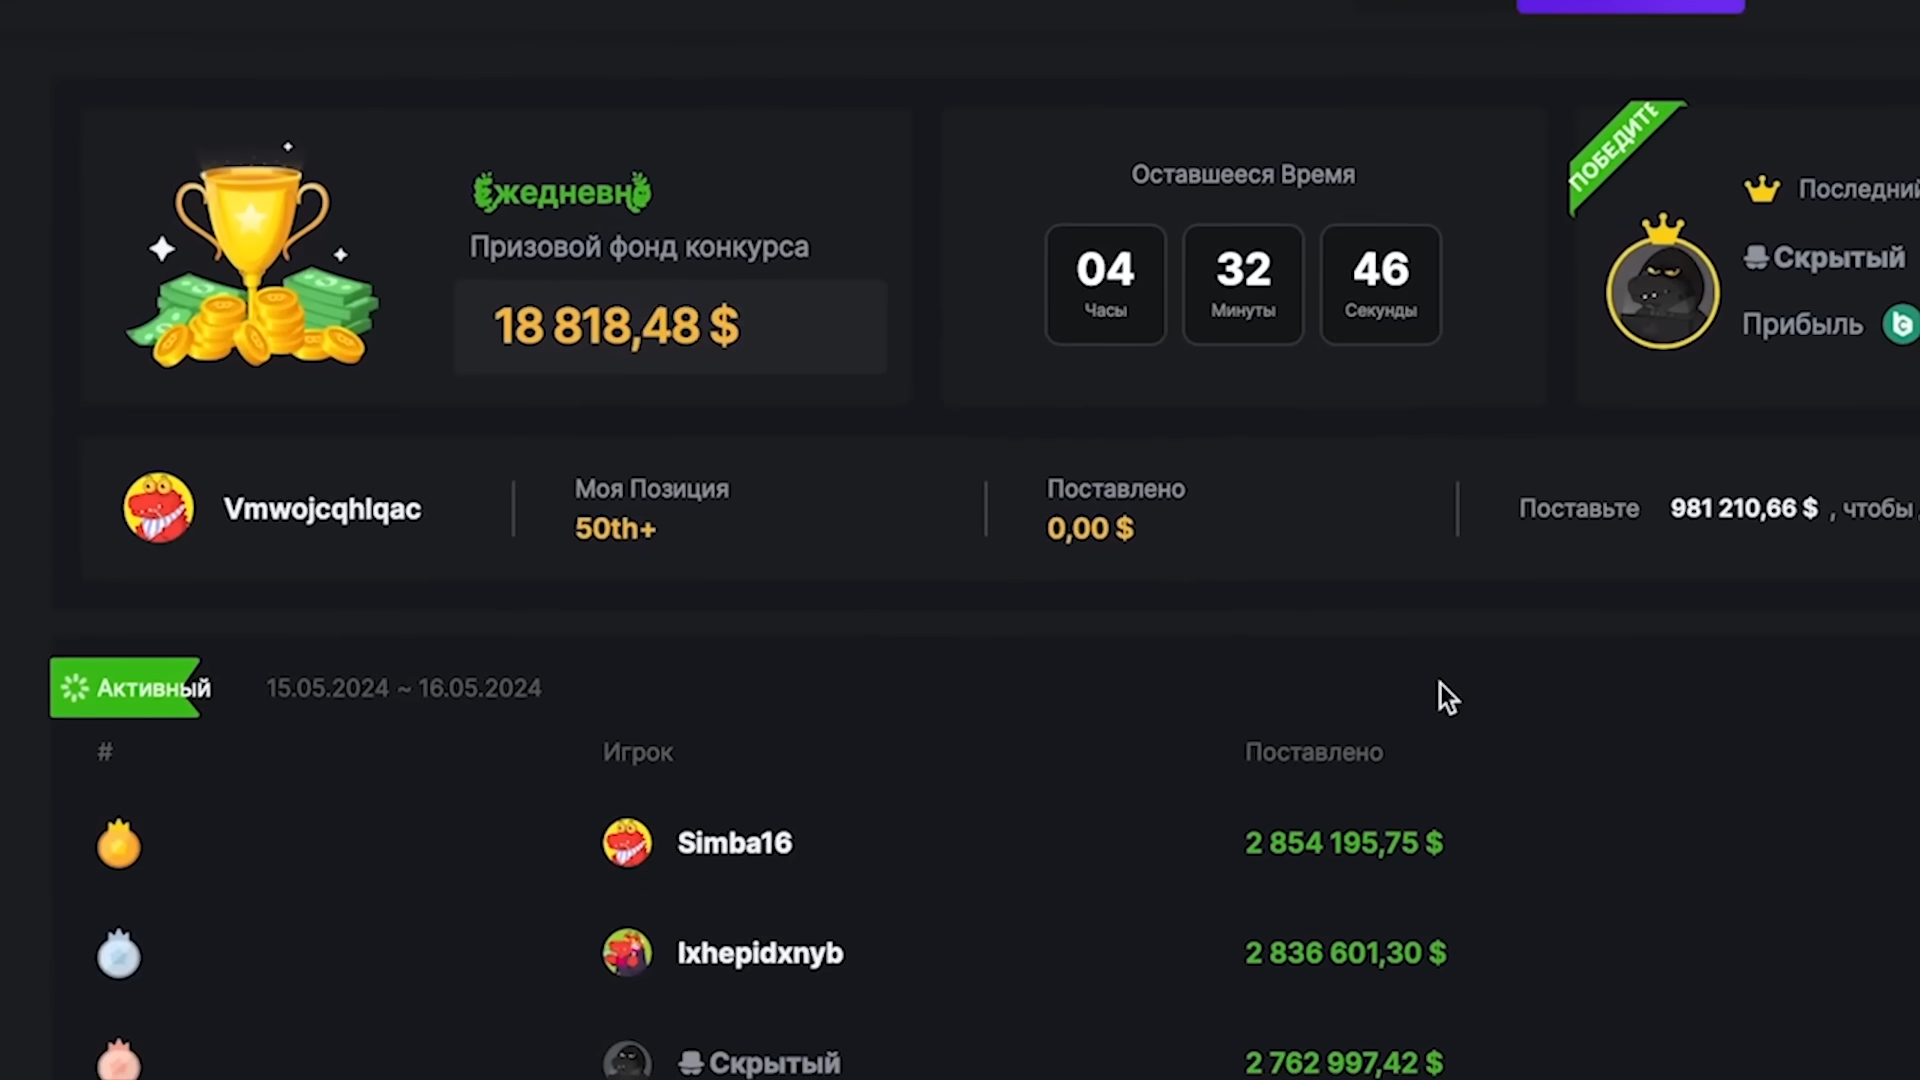 Ежедневно
Призовой фонд конкурса
18 818,48 $
Оставшееся Время
04
32
46
Часы
Минуты
Секунды
ПОБЕДИТЕ
Последний
Скрытый
Прибыль
Vmwojcqhlqac
Моя Позиция
50th+
Поставлено
0,00 $
Поставьте 981 210,66 $ , чтобы
Активный
15.05.2024 ~ 16.05.2024
# Игрок Поставлено
Simba16 2 854 195,75 $
Ixhepidxnyb 2 836 601,30 $
Скрытый 2 762 997,42 $